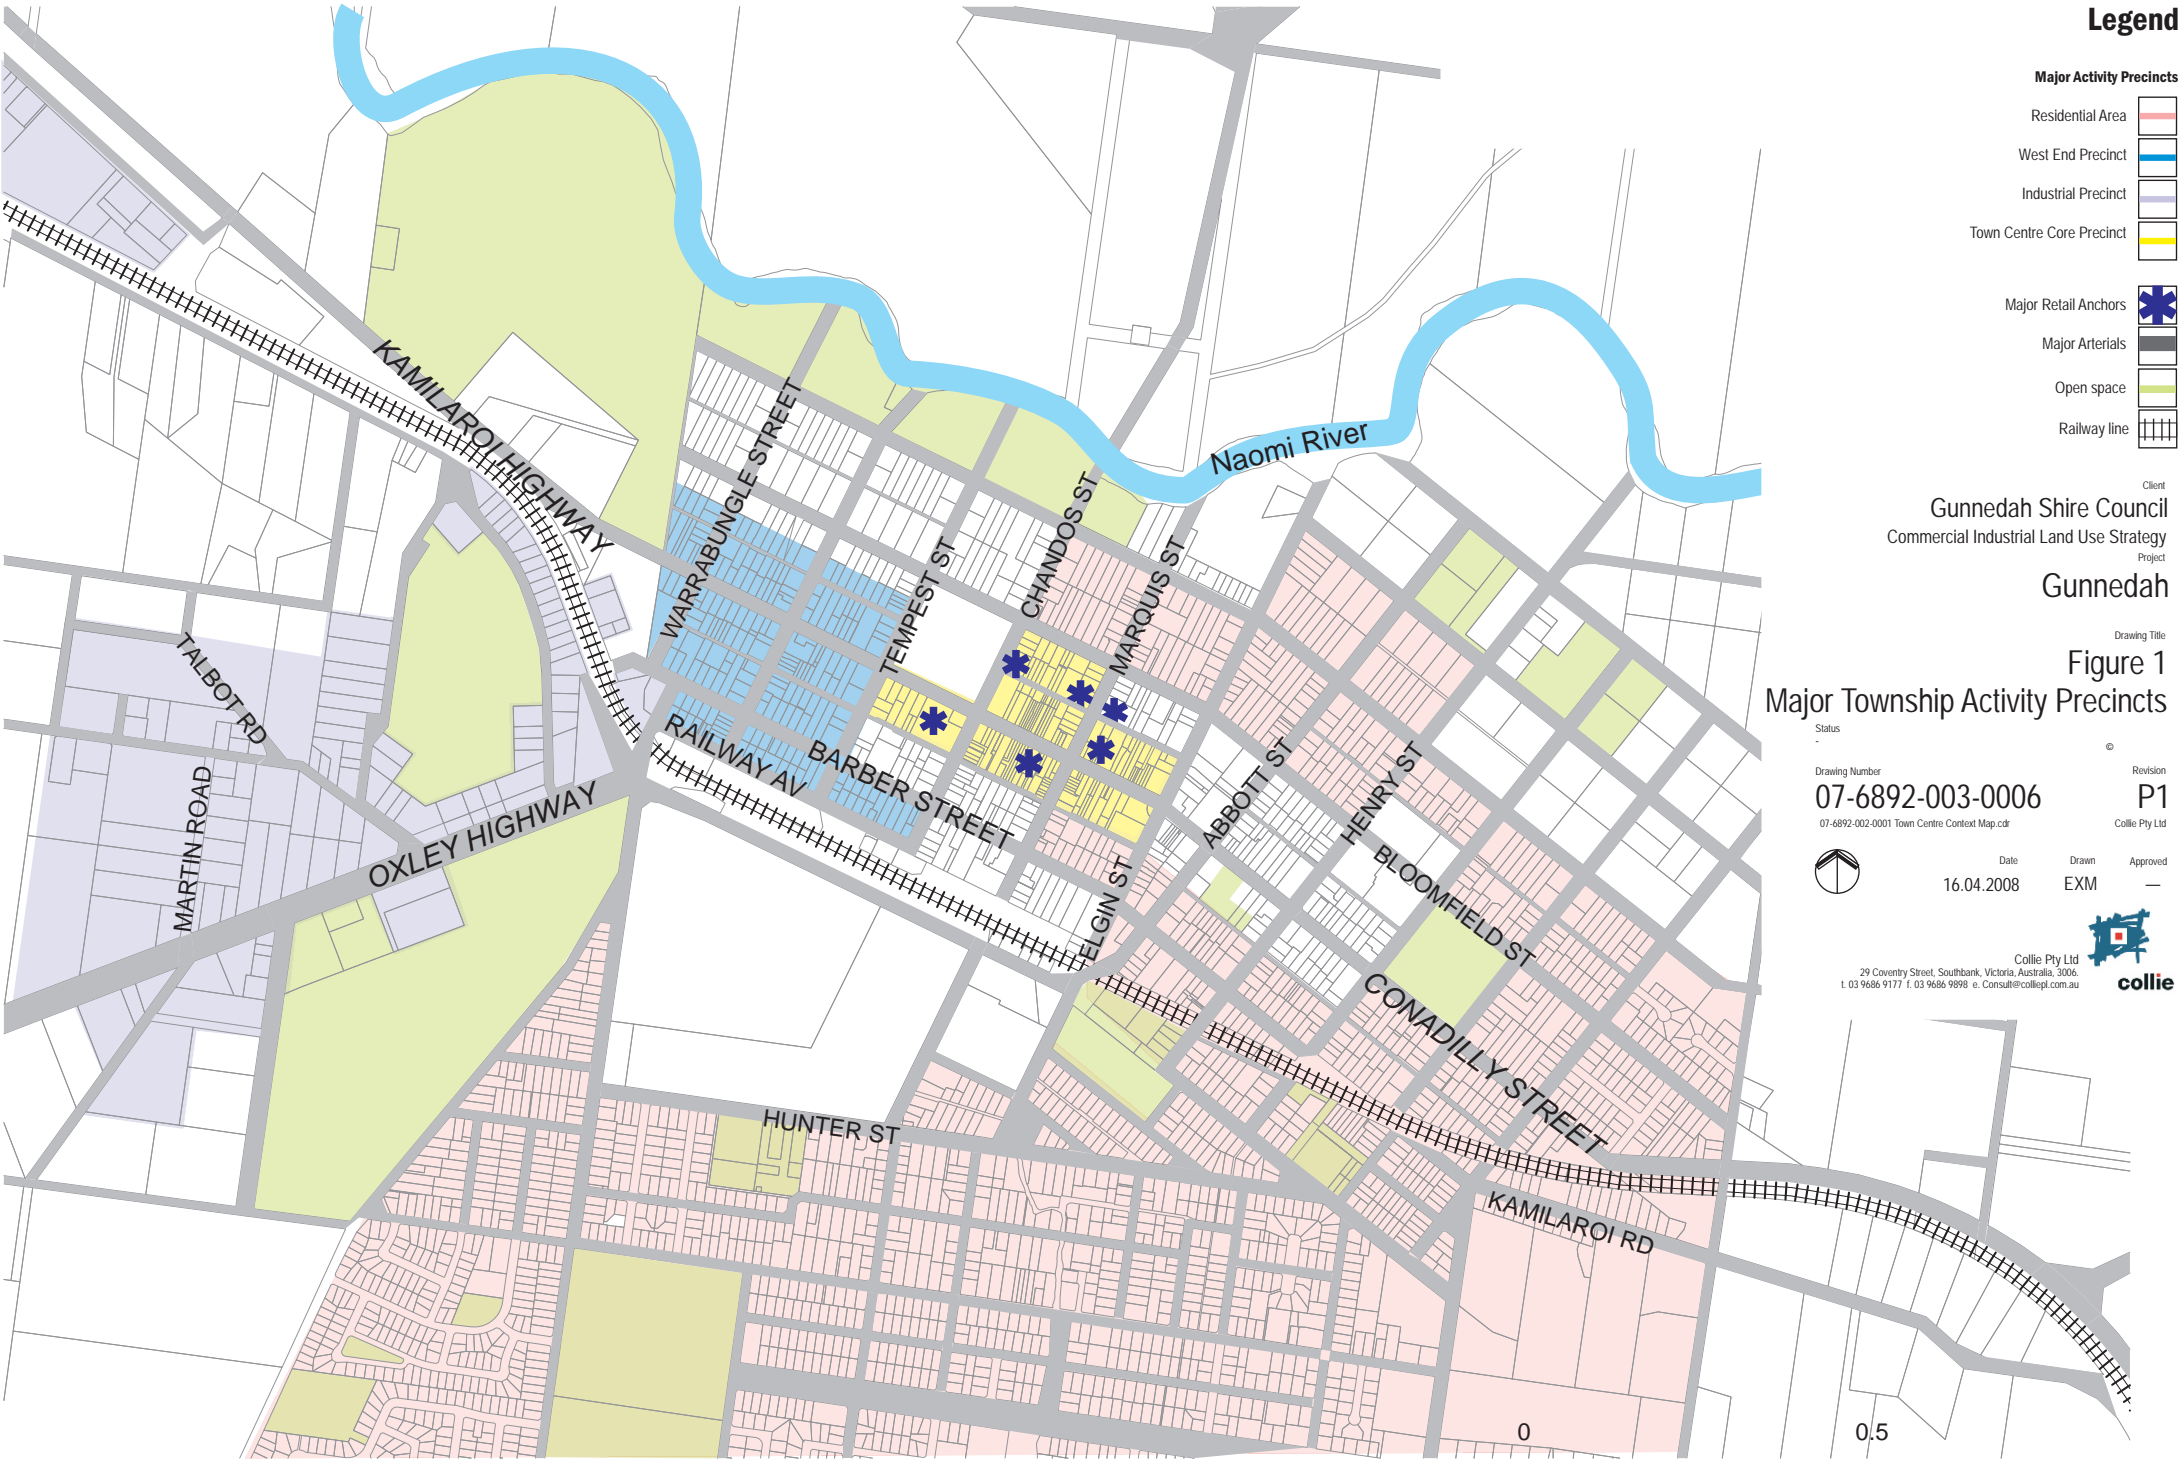 Legend
Major Activity Precincts
Residential Area
West End Precinct
Industrial Precinct
Town Centre Core Precinct
Major Retail Anchors
Major Arterials
Open space
Railway line
Client
Gunnedah Shire Council
Commercial Industrial Land Use Strategy
Project
Gunnedah
Drawing Title
Figure 1
Major Township Activity Precincts
Status
-
©
Drawing Number
Revision
07-6892-003-0006
P1
07-6892-002-0001 Town Centre Context Map.cdr
Collie Pty Ltd
Date
Drawn
Approved
16.04.2008
EXM
—
Collie Pty Ltd
29 Coventry Street, Southbank, Victoria, Australia, 3006.
t. 03 9686 9177 f. 03 9686 9898 e. Consult@colliepl.com.au
collie
KAMILAROI HIGHWAY
WARRABUNGLE STREET
TEMPEST ST
CHANDOS ST
MARQUIS ST
Naomi River
TALBOT RD
MARTIN ROAD
OXLEY HIGHWAY
RAILWAY AV
BARBER STREET
ABBOTT ST
HENRY ST
ELGIN ST
BLOOMFIELD ST
CONADILLY STREET
HUNTER ST
KAMILAROI RD
0
0.5